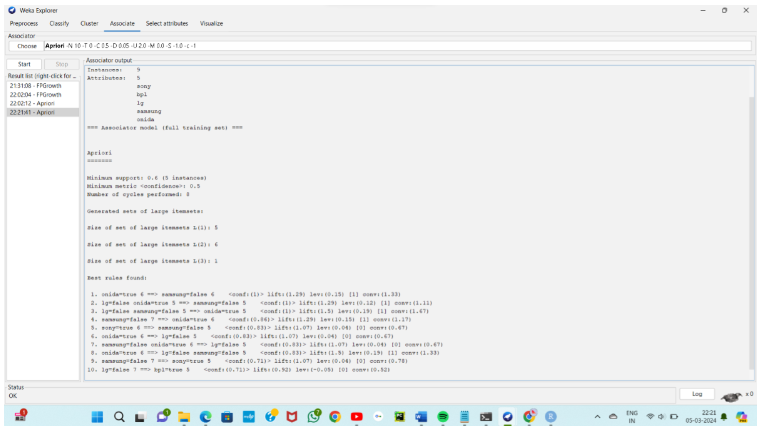 Weka Explorer
Preprocess Classify Cluster Associate Select attributes Visualize
Associator
Choose Apriori -N 10 -T 0 -C 0.5 -D 0.05 -U 2.0 -M 0.0 -S -1.0 -c -1
Start Stop
Result list (right-click for ...
21:31:08 - FPGrowth
22:02:04 - FPGrowth
22:02:12 - Apriori
22:21:41 - Apriori
Associator output
Instances: 9
Attributes: 5
sony
bpl
lg
samsung
onida
=== Associator model (full training set) ===
Apriori
=======
Minimum support: 0.6 (5 instances)
Minimum metric <confidence>: 0.5
Number of cycles performed: 8
Generated sets of large itemsets:
Size of set of large itemsets L(1): 5
Size of set of large itemsets L(2): 6
Size of set of large itemsets L(3): 1
Best rules found:
1. onida=true 6 ==> samsung=false 6 <conf:(1)> lift:(1.29) lev:(0.15) [1] conv:(1.33)
2. lg=false onida=true 5 ==> samsung=false 5 <conf:(1)> lift:(1.29) lev:(0.12) [1] conv:(1.11)
3. lg=false samsung=false 5 ==> onida=true 5 <conf:(1)> lift:(1.5) lev:(0.19) [1] conv:(1.67)
4. samsung=false 7 ==> onida=true 6 <conf:(0.86)> lift:(1.29) lev:(0.15) [1] conv:(1.17)
5. sony=true 6 ==> samsung=false 5 <conf:(0.83)> lift:(1.07) lev:(0.04) [0] conv:(0.67)
6. onida=true 6 ==> lg=false 5 <conf:(0.83)> lift:(1.07) lev:(0.04) [0] conv:(0.67)
7. samsung=false onida=true 6 ==> lg=false 5 <conf:(0.83)> lift:(1.07) lev:(0.04) [0] conv:(0.67)
8. onida=true 6 ==> lg=false samsung=false 5 <conf:(0.83)> lift:(1.5) lev:(0.19) [1] conv:(1.33)
9. samsung=false 7 ==> sony=true 5 <conf:(0.71)> lift:(1.07) lev:(0.04) [0] conv:(0.78)
10. lg=false 7 ==> bpl=true 5 <conf:(0.71)> lift:(0.92) lev:(-0.05) [0] conv:(0.52)
Status
OK
Log
x 0
ENG
IN
22:21
05-03-2024